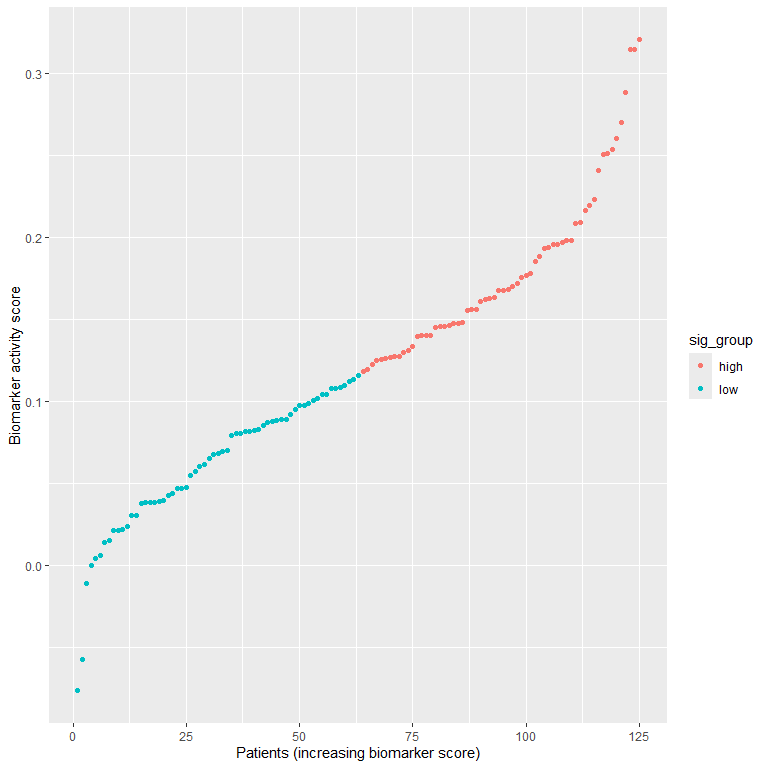 0.3
0.2
0.1
0.0
Biomarker activity score
0 25 50 75 100 125
Patients (increasing biomarker score)
sig_group
high
low